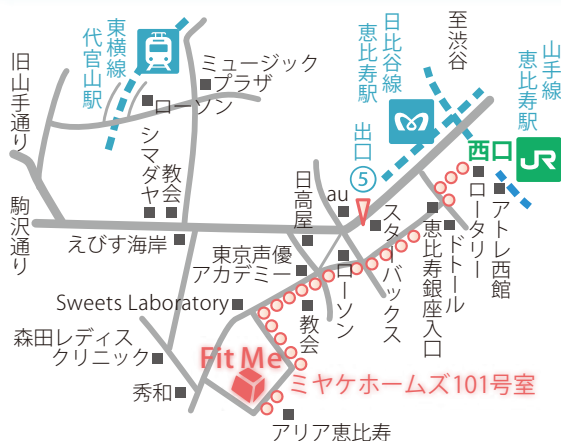 東横線
代官山駅
日比谷線
恵比寿駅
至渋谷
山手線
恵比寿駅
旧山手通り
ミュージック
プラザ
ローソン
シマダヤ
教会
出口
5
西口
JR
駒沢通り
えびす海岸
日高屋
au
スターバックス
恵比寿銀座入口
ドトール
ロータリー
アトレ西館
東京声優
アカデミー
ローソン
教会
Sweets Laboratory
森田レディス
クリニック
Fit Me
ミヤケホームズ101号室
秀和
アリア恵比寿